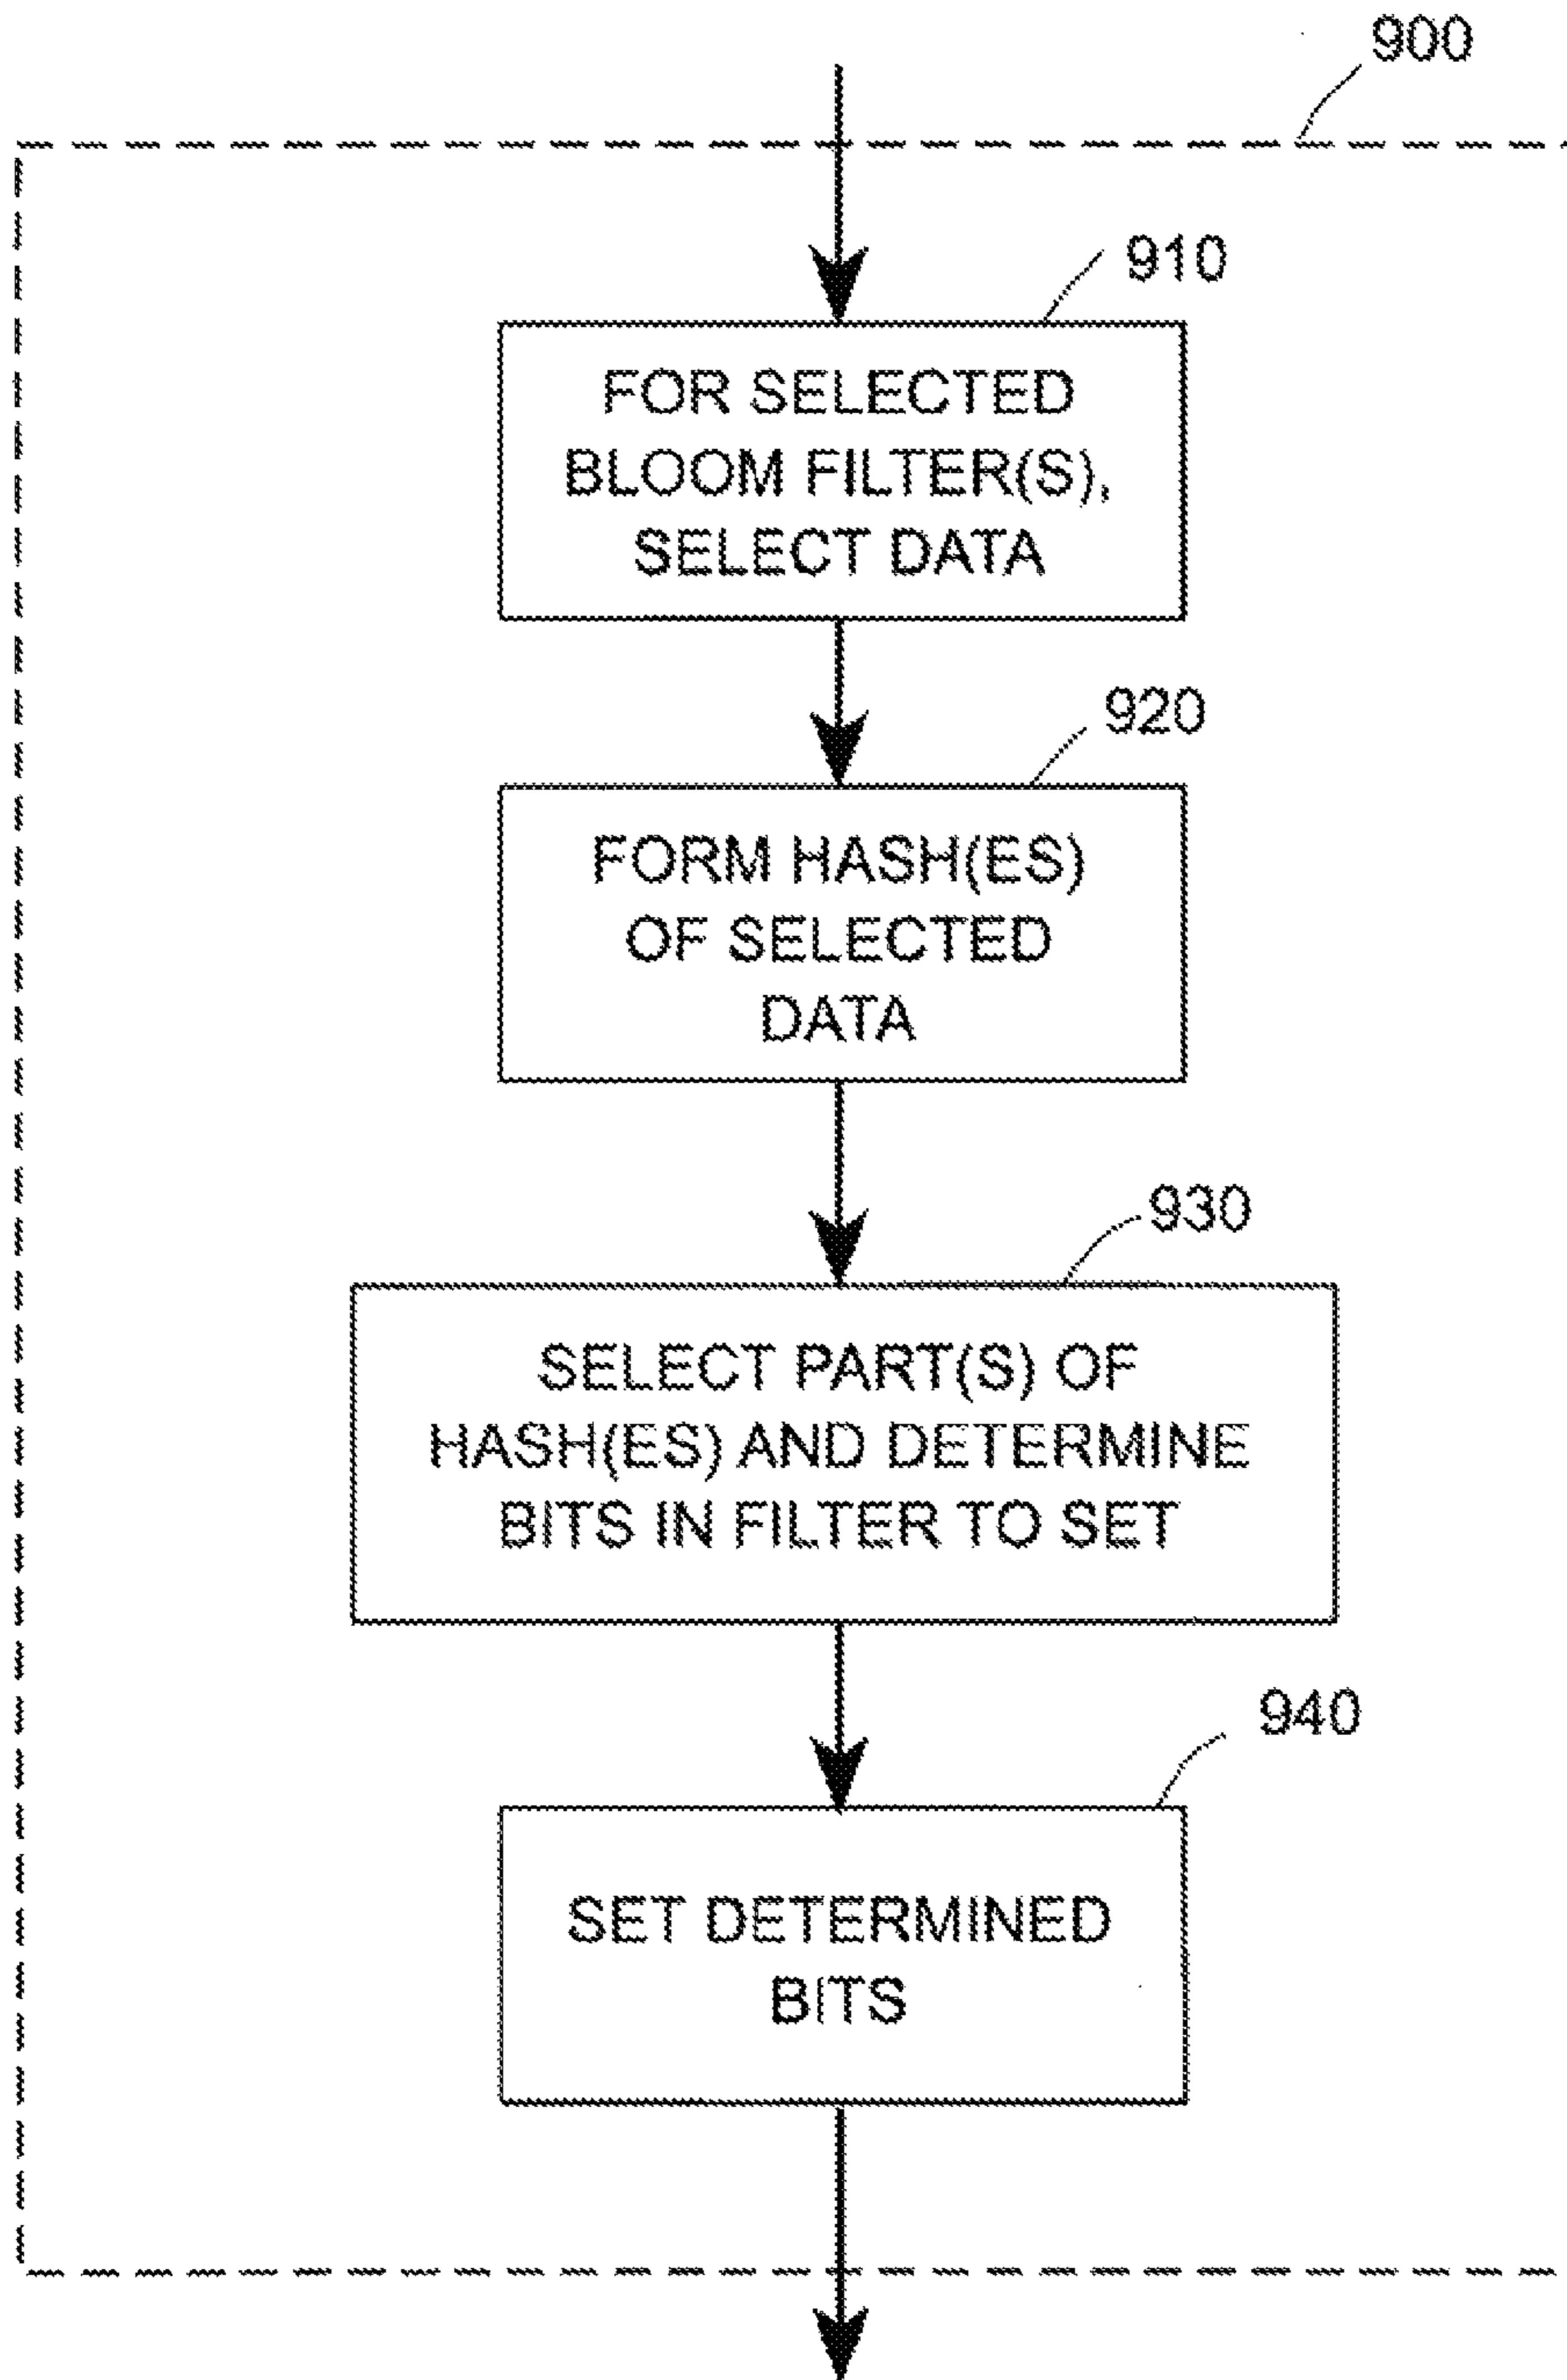 900
910
FOR SELECTED
BLOOM FILTER(S),
SELECT DATA
920
FORM HASH(ES)
OF SELECTED
DATA
930
SELECT PART(S) OF
HASH(ES) AND DETERMINE
BITS IN FILTER TO SET
940
SET DETERMINED
BITS